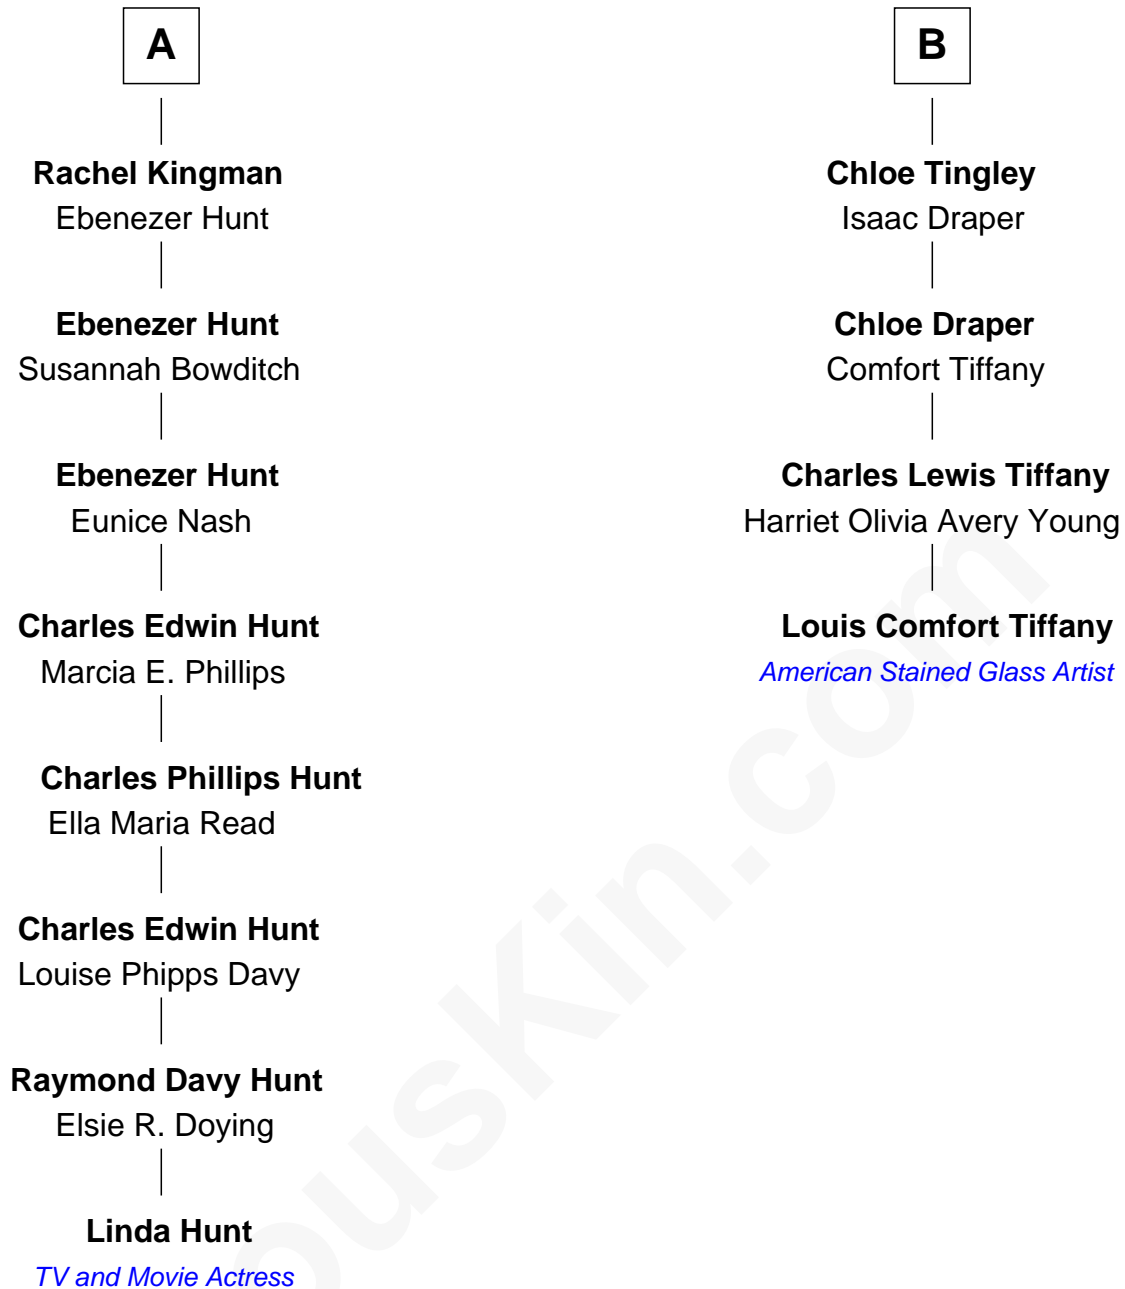 A
Rachel Kingman
Ebenezer Hunt
Ebenezer Hunt
Susannah Bowditch
Ebenezer Hunt
Eunice Nash
Charles Edwin Hunt
Marcia E. Phillips
Charles Phillips Hunt
Ella Maria Read
Charles Edwin Hunt
Louise Phipps Davy
Raymond Davy Hunt
Elsie R. Doying
Linda Hunt
TV and Movie Actress
B
Chloe Tingley
Isaac Draper
Chloe Draper
Comfort Tiffany
Charles Lewis Tiffany
Harriet Olivia Avery Young
Louis Comfort Tiffany
American Stained Glass Artist
ousKin.com